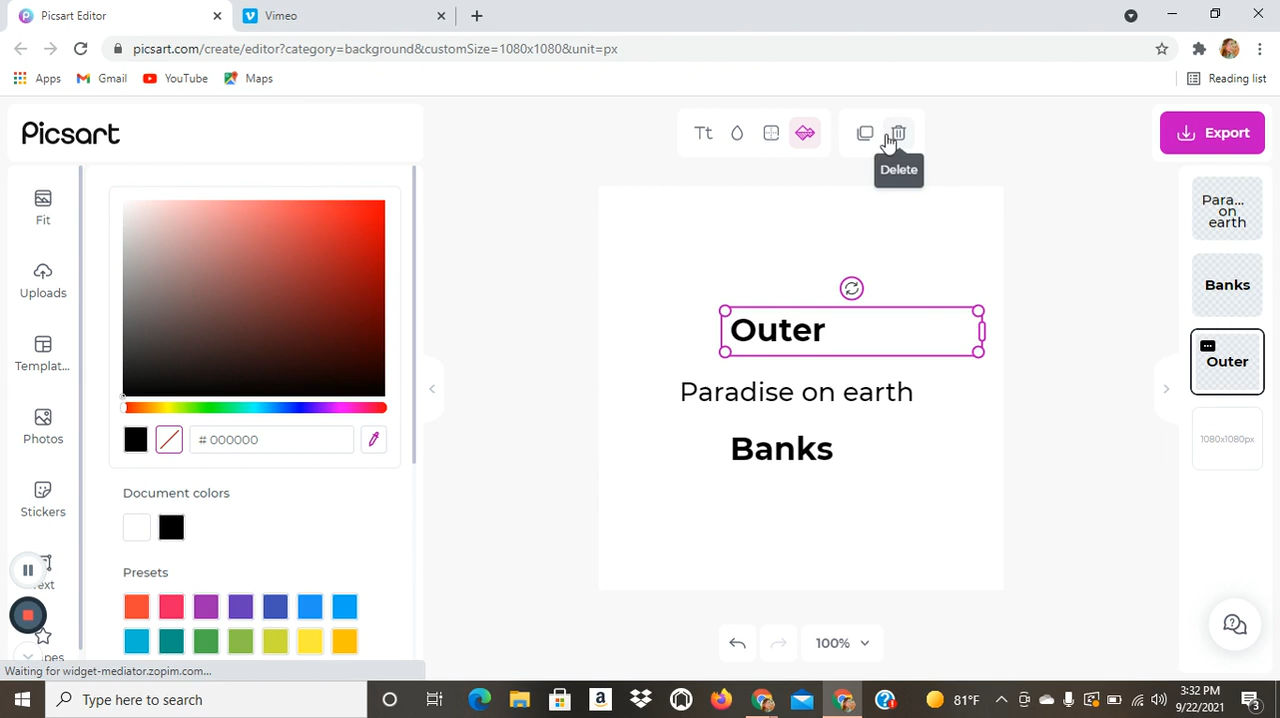 Picsart Editor
Vimeo
picsart.com/create/editor?category=background&customSize=1080x1080&unit=px
Apps
Gmail
YouTube
Maps
Reading list
Picsart
Tt
Export
Delete
Fit
Uploads
Templat...
Photos
Stickers
# 000000
Document colors
Presets
Outer
Paradise on earth
Banks
Para...
on
earth
Banks
Outer
1080x1080px
100%
Waiting for widget-mediator.zopim.com...
Type here to search
81°F
3:32 PM
9/22/2021
3